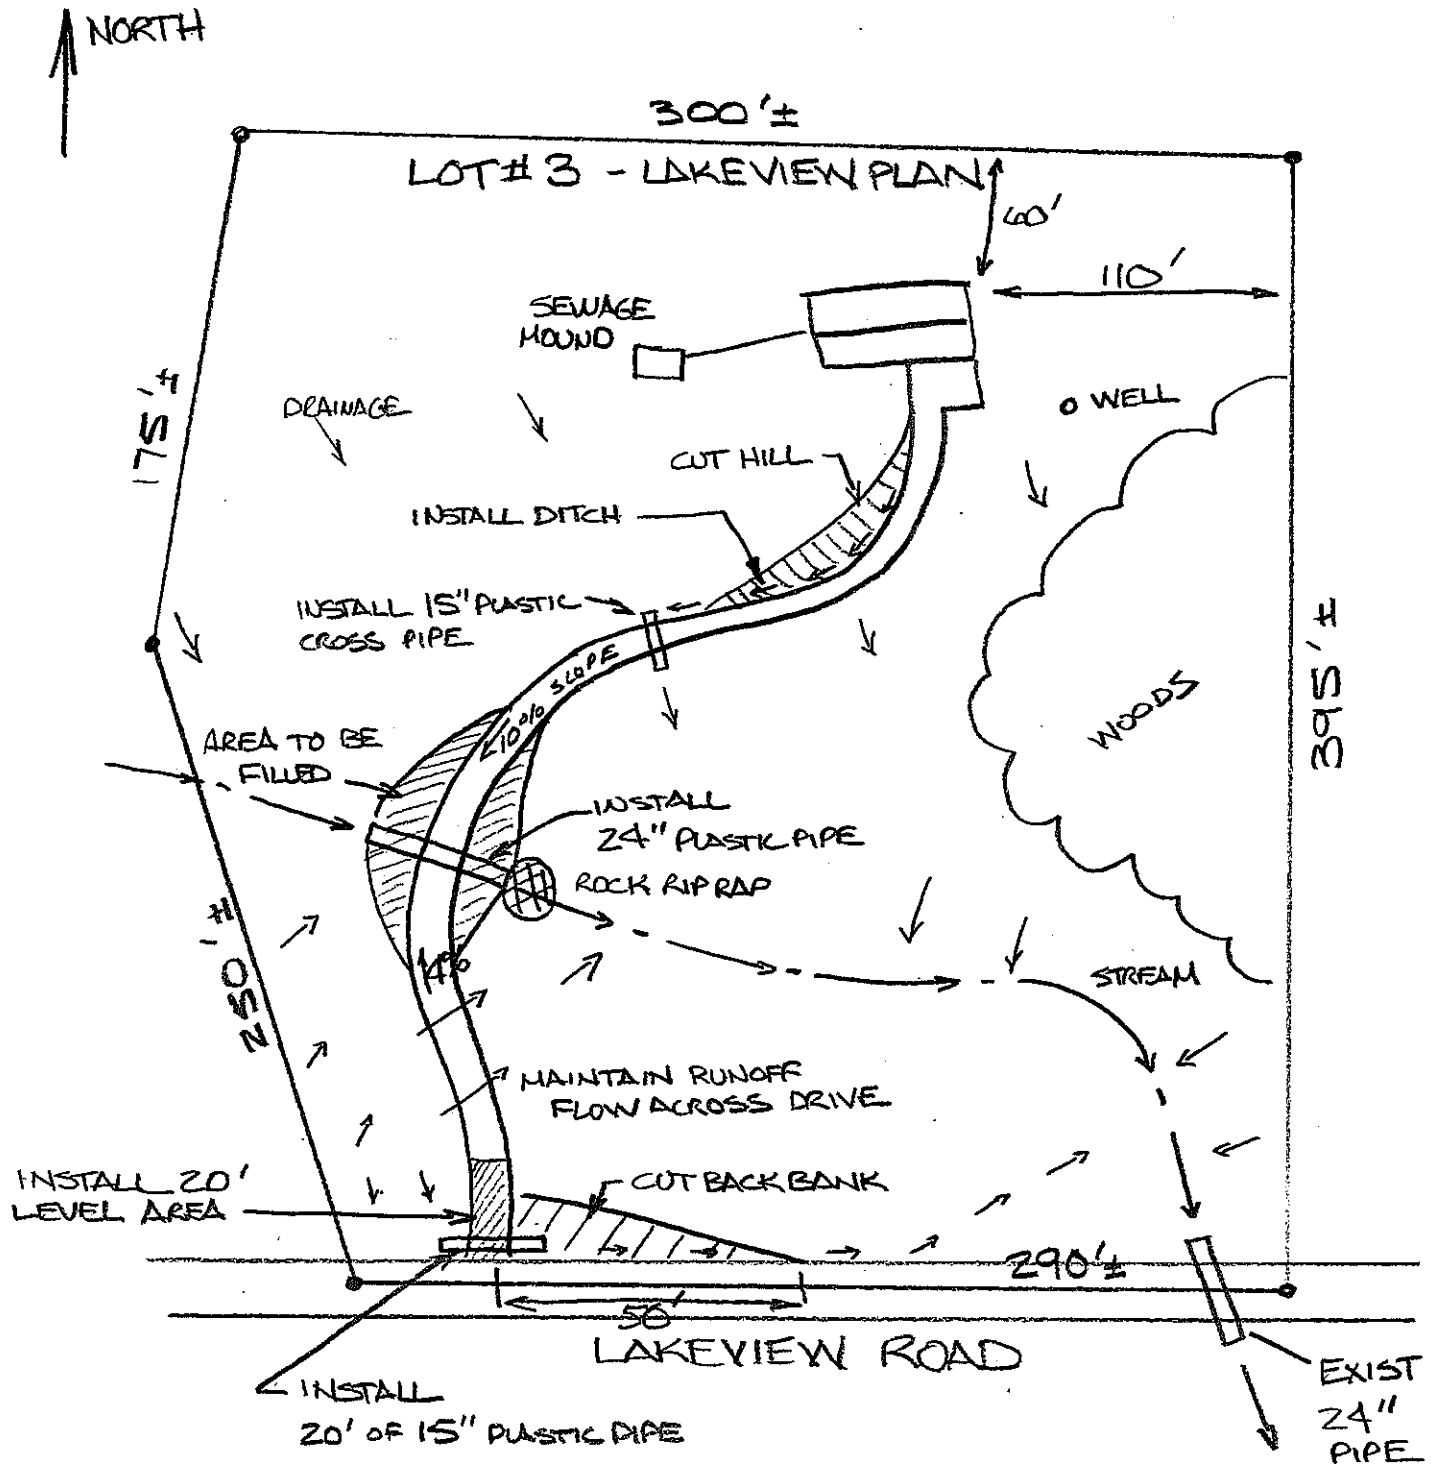 NORTH
300'±
LOT # 3 - LAKEVIEW PLAN
60'
110'
SEWAGE
MOUND
175'±
DRAINAGE
WELL
CUT HILL
INSTALL DITCH
INSTALL 15" PLASTIC
CROSS PIPE
10% SLOPE
395'±
WOODS
AREA TO BE
FILLED
INSTALL
24" PLASTIC PIPE
ROCK RIP RAP
250'±
4%
STREAM
MAINTAIN RUNOFF
FLOW ACROSS DRIVE
INSTALL 20'
LEVEL AREA
CUT BACK BANK
290'±
50'
LAKEVIEW ROAD
INSTALL
20' OF 15" PLASTIC PIPE
EXIST
24"
PIPE